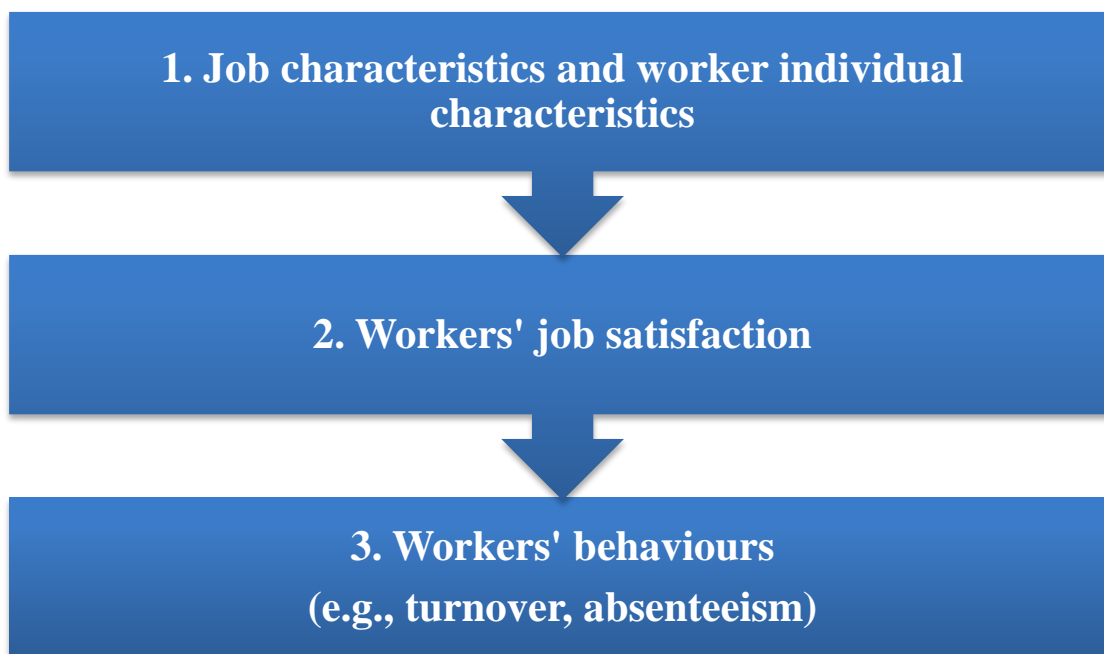 1. Job characteristics and worker individual
characteristics
2. Workers' job satisfaction
3. Workers' behaviours
(e.g., turnover, absenteeism)